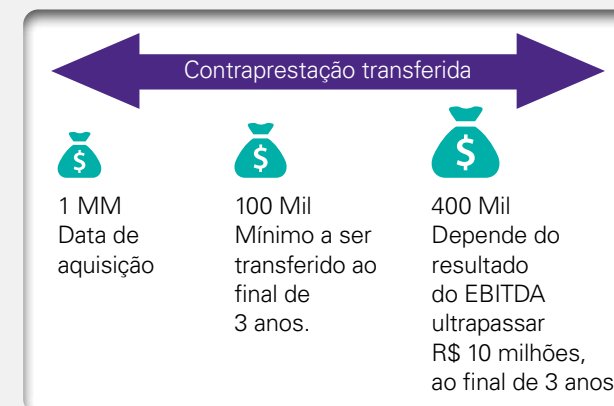 Contraprestação transferida
$
$
$
1 MM
Data de
aquisição
100 Mil
Mínimo a ser
transferido ao
final de
3 anos.
400 Mil
Depende do
resultado
do EBITDA
ultrapassar
R$ 10 milhões,
ao final de 3 anos